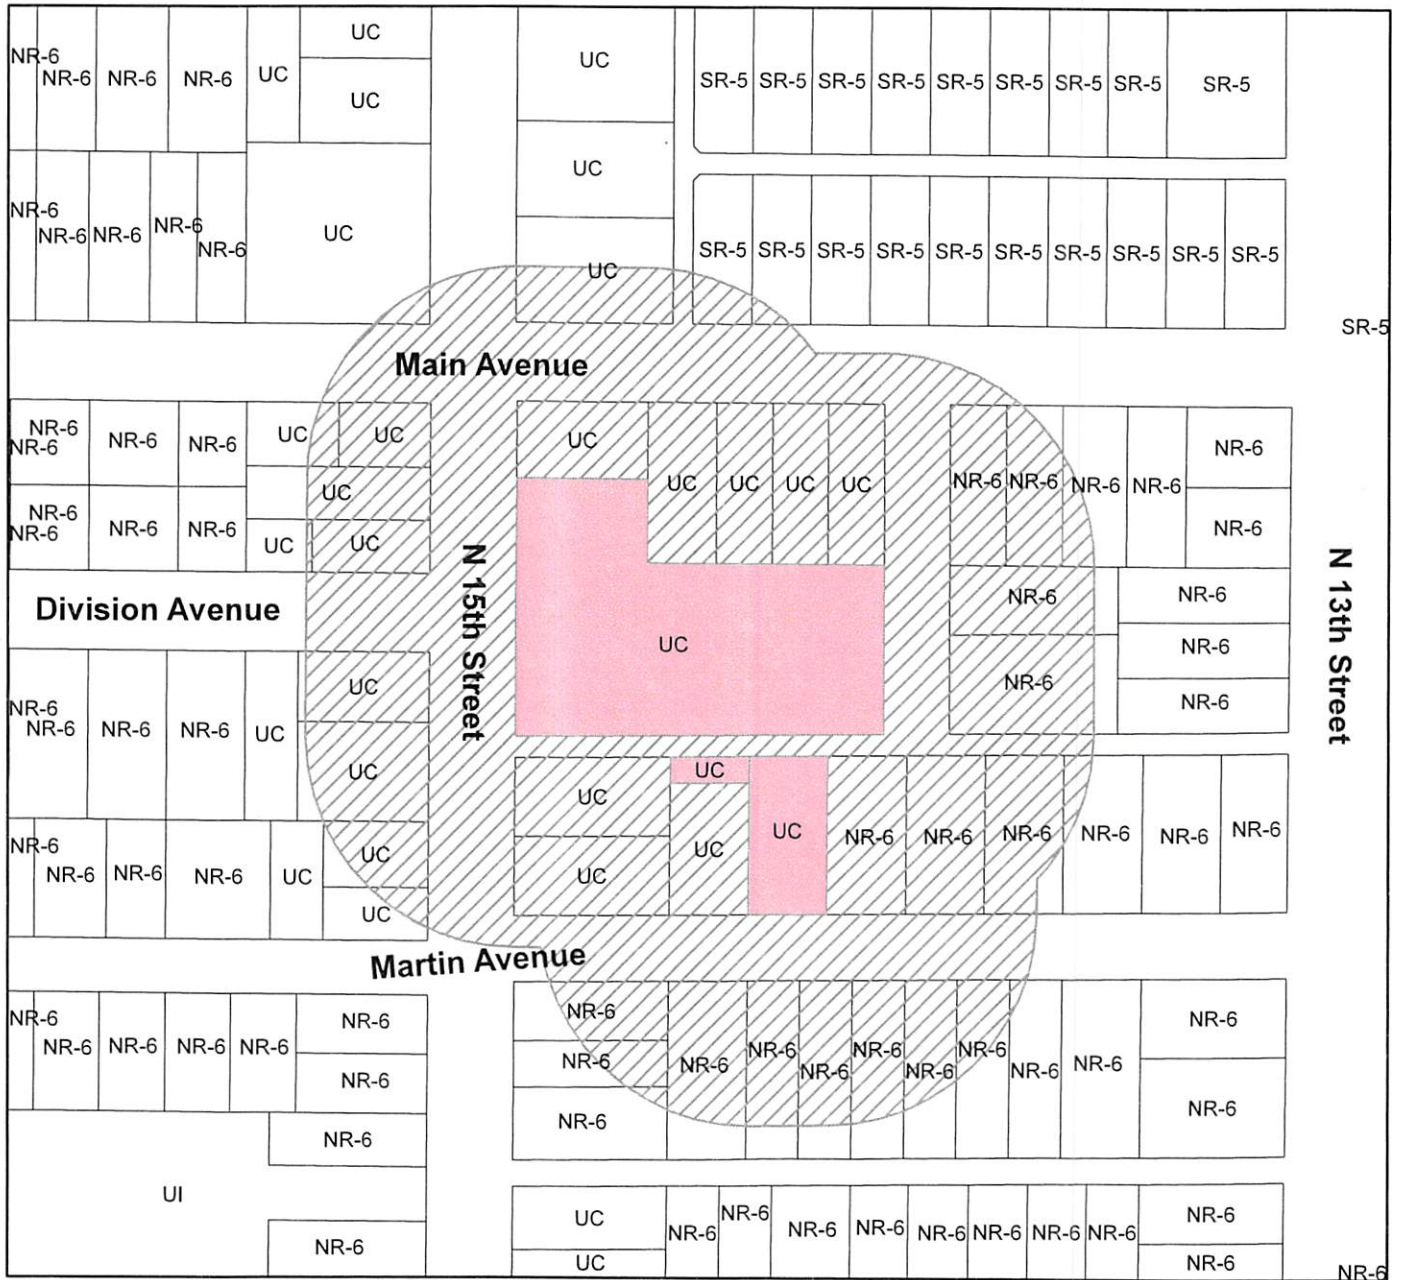 UC
NR-6
NR-6 NR-6 NR-6 UC UC
UC
UC
SR-5 SR-5 SR-5 SR-5 SR-5 SR-5 SR-5 SR-5 SR-5
UC
NR-6
NR-6 NR-6 NR-6 NR-6 UC
UC
SR-5 SR-5 SR-5 SR-5 SR-5 SR-5 SR-5 SR-5 SR-5 SR-5
SR-5
Main Avenue
NR-6
NR-6 NR-6 NR-6 UC UC
UC
NR-6
NR-6 NR-6 NR-6 UC UC
UC
UC UC UC UC
NR-6 NR-6 NR-6 NR-6 NR-6
NR-6
Division Avenue
N 15th Street
UC
NR-6 NR-6
NR-6
NR-6 NR-6
N 13th Street
NR-6
NR-6 NR-6 NR-6 UC UC
UC
UC UC
UC UC UC NR-6 NR-6 NR-6 NR-6 NR-6 NR-6
NR-6
NR-6 NR-6 NR-6 UC UC
UC
Martin Avenue
NR-6
NR-6 NR-6 NR-6 NR-6 NR-6
NR-6
NR-6
NR-6
NR-6
NR-6 NR-6 NR-6 NR-6 NR-6 NR-6 NR-6 NR-6
NR-6
NR-6
NR-6
UI
NR-6
UC
UC
NR-6 NR-6 NR-6 NR-6 NR-6 NR-6 NR-6 NR-6
NR-6
NR-6
NR-6